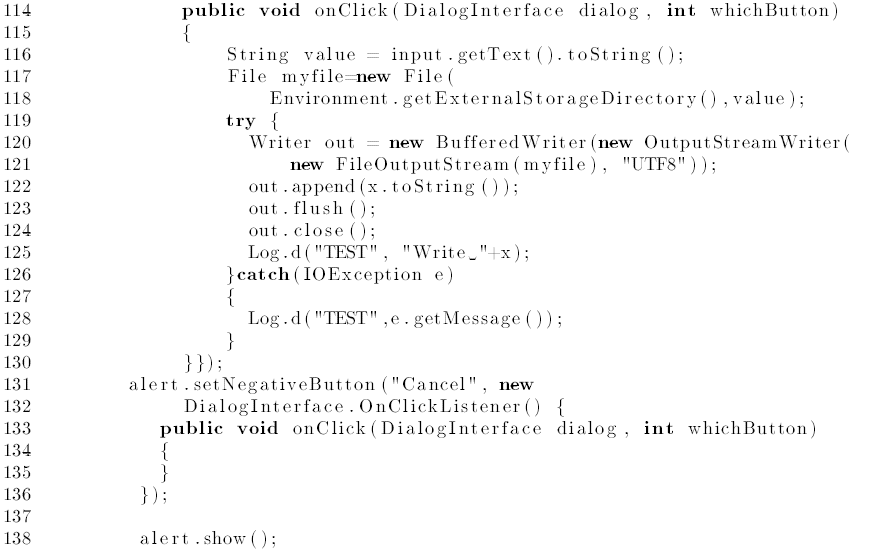 114 public void onClick(DialogInterface dialog, int whichButton)
115 {
116 String value = input.getText().toString();
117 File myfile=new File(
118 Environment.getExternalStorageDirectory(),value);
119 try {
120 Writer out = new BufferedWriter(new OutputStreamWriter(
121 new FileOutputStream(myfile), "UTF8"));
122 out.append(x.toString());
123 out.flush();
124 out.close();
125 Log.d("TEST", "Write␣"+x);
126 }catch(IOException e)
127 {
128 Log.d("TEST",e.getMessage());
129 }
130 }});
131 alert.setNegativeButton("Cancel", new
132 DialogInterface.OnClickListener() {
133 public void onClick(DialogInterface dialog, int whichButton)
134 {
135 }
136 });
137
138 alert.show();